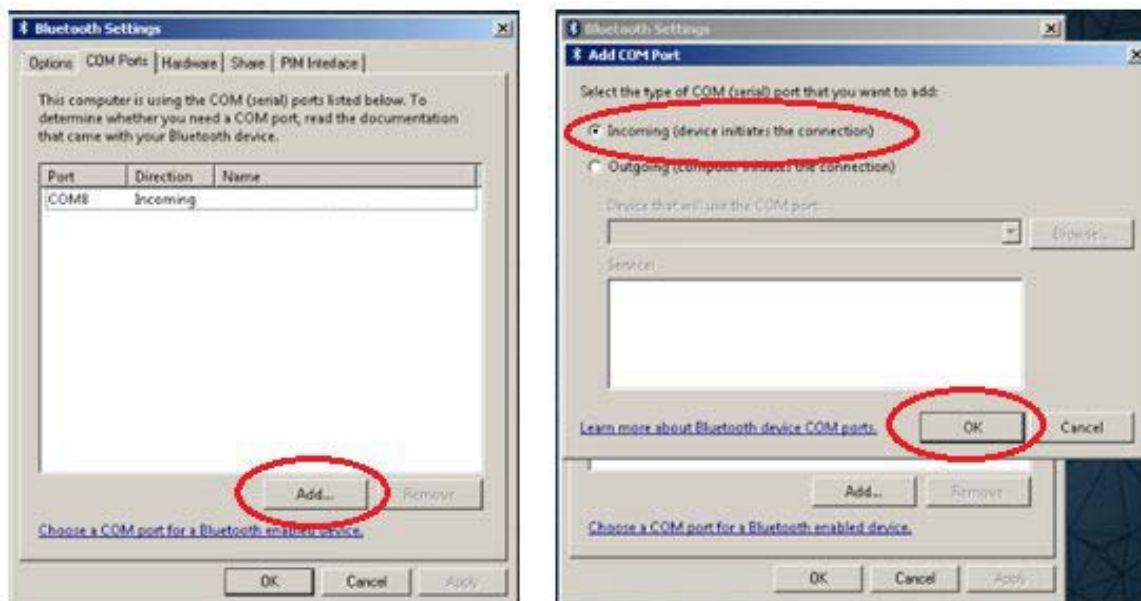 Bluetooth Settings
Options COM Ports Hardware Share PIM Interface
This computer is using the COM (serial) ports listed below. To
determine whether you need a COM port, read the documentation
that came with your Bluetooth device.
Port Direction Name
COM8 Incoming
Add... Remove
Choose a COM port for a Bluetooth enabled device.
OK Cancel Apply
Bluetooth Settings
Add COM Port
Select the type of COM (serial) port that you want to add:
Incoming (device initiates the connection)
Outgoing (computer initiates the connection)
Device that will use the COM port:
Browse...
Service:
Learn more about Bluetooth device COM ports. OK Cancel
Add... Remove
Choose a COM port for a Bluetooth enabled device.
OK Cancel Apply